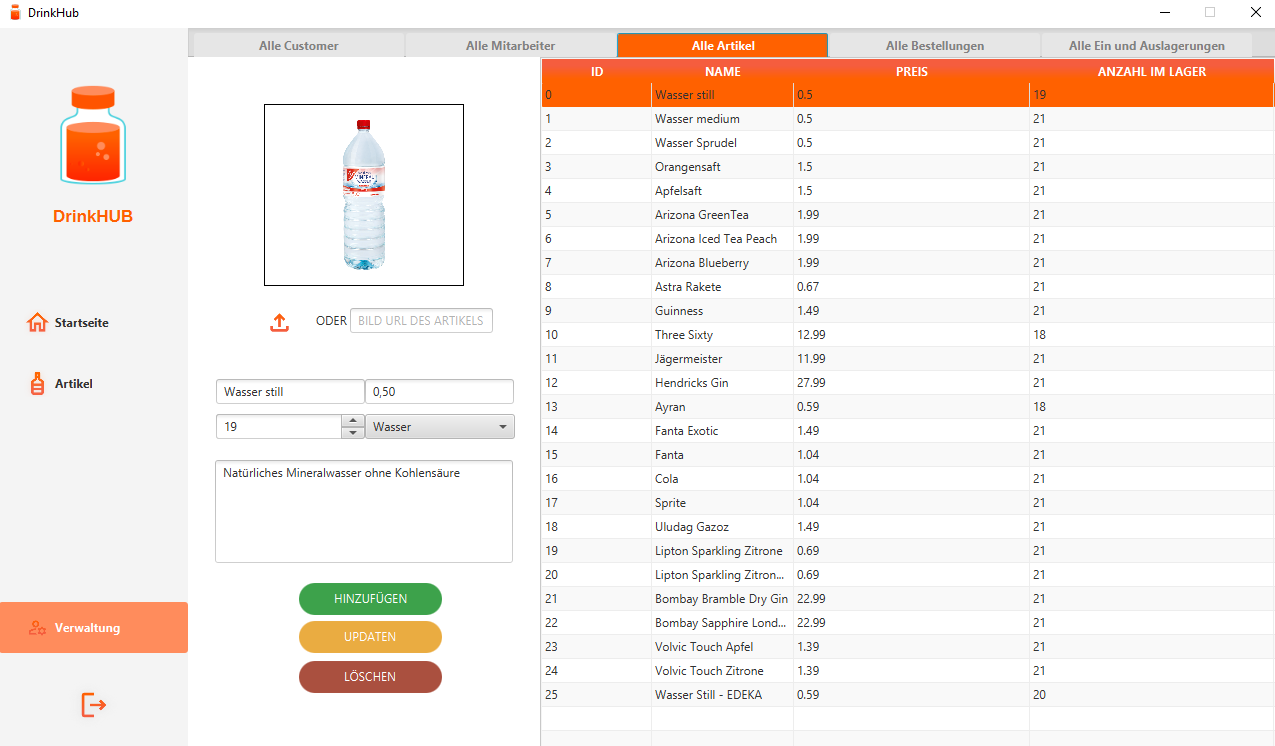 DrinkHub
Alle Customer Alle Mitarbeiter Alle Artikel Alle Bestellungen Alle Ein und Auslagerungen
DrinkHUB
Startseite
Artikel
Verwaltung
MINERAL
ODER BILD URL DES ARTIKELS
Wasser still 0,50
19 Wasser
Natürliches Mineralwasser ohne Kohlensäure
HINZUFÜGEN
UPDATEN
LÖSCHEN
ID NAME PREIS ANZAHL IM LAGER
0 Wasser still 0.5 19
1 Wasser medium 0.5 21
2 Wasser Sprudel 0.5 21
3 Orangensaft 1.5 21
4 Apfelsaft 1.5 21
5 Arizona GreenTea 1.99 21
6 Arizona Iced Tea Peach 1.99 21
7 Arizona Blueberry 1.99 21
8 Astra Rakete 0.67 21
9 Guinness 1.49 21
10 Three Sixty 12.99 18
11 Jägermeister 11.99 21
12 Hendricks Gin 27.99 21
13 Ayran 0.59 18
14 Fanta Exotic 1.49 21
15 Fanta 1.04 21
16 Cola 1.04 21
17 Sprite 1.04 21
18 Uludag Gazoz 1.49 21
19 Lipton Sparkling Zitrone 0.69 21
20 Lipton Sparkling Zitron... 0.69 21
21 Bombay Bramble Dry Gin 22.99 21
22 Bombay Sapphire Lond... 22.99 21
23 Volvic Touch Apfel 1.39 21
24 Volvic Touch Zitrone 1.39 21
25 Wasser Still - EDEKA 0.59 20